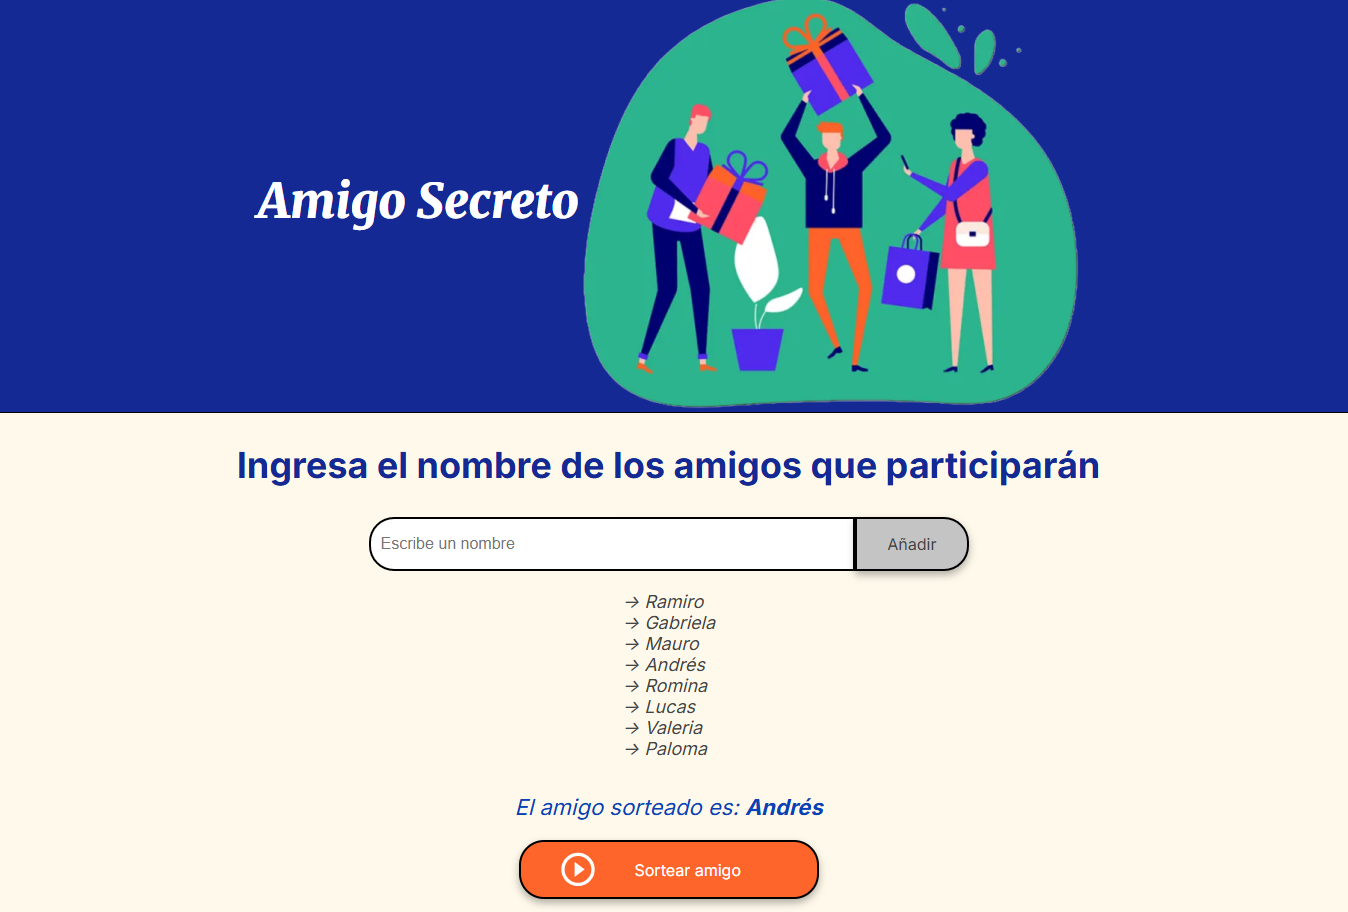 Amigo Secreto
Ingresa el nombre de los amigos que participarán
Escribe un nombre
Añadir
→ Ramiro
→ Gabriela
→ Mauro
→ Andrés
→ Romina
→ Lucas
→ Valeria
→ Paloma
El amigo sorteado es: Andrés
Sortear amigo